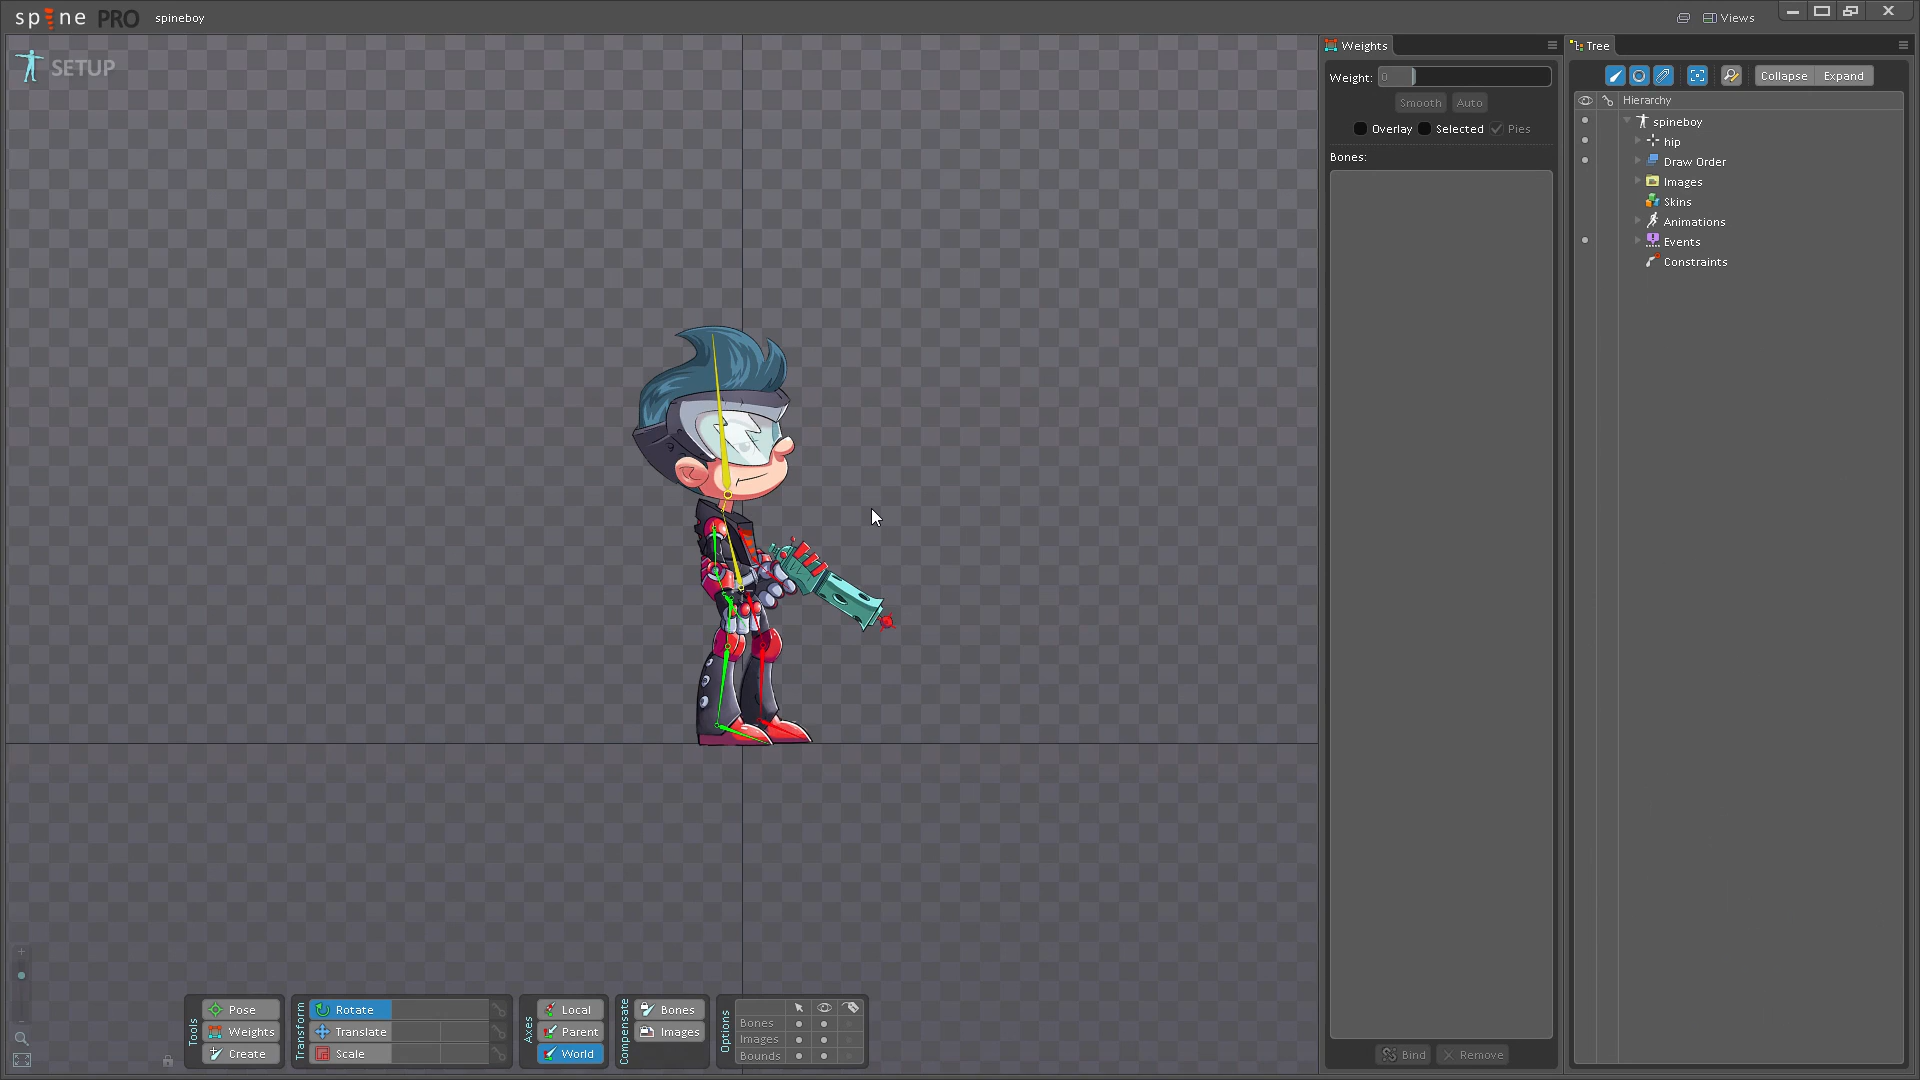 spine PRO spineboy
Views
SETUP
Weights
Tree
Weight: 0
Collapse Expand
Smooth Auto
Hierarchy
Overlay Selected Pies
Bones:
spineboy
hip
Draw Order
Images
Skins
Animations
Events
Constraints
Tools
Pose
Weights
Create
Transform
Rotate
Translate
Scale
Axes
Local
Parent
World
Compensate
Bones
Images
Options
Bones
Images
Bounds
Bind Remove